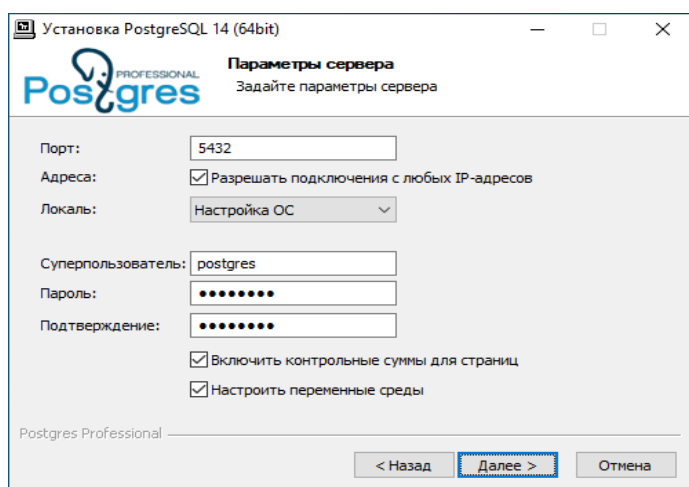 Установка PostgreSQL 14 (64bit)
PROFESSIONAL
Postgres
Параметры сервера
Задайте параметры сервера
Порт: 5432
Адреса: Разрешать подключения с любых IP-адресов
Локаль: Настройка ОС
Суперпользователь: postgres
Пароль: ••••••••
Подтверждение: ••••••••
Включить контрольные суммы для страниц
Настроить переменные среды
Postgres Professional
< Назад Далее > Отмена